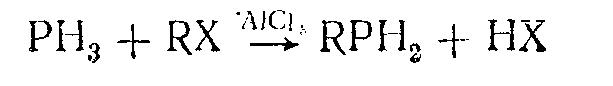 PH₃ + RX AlCl₃ → RPH₂ + HX